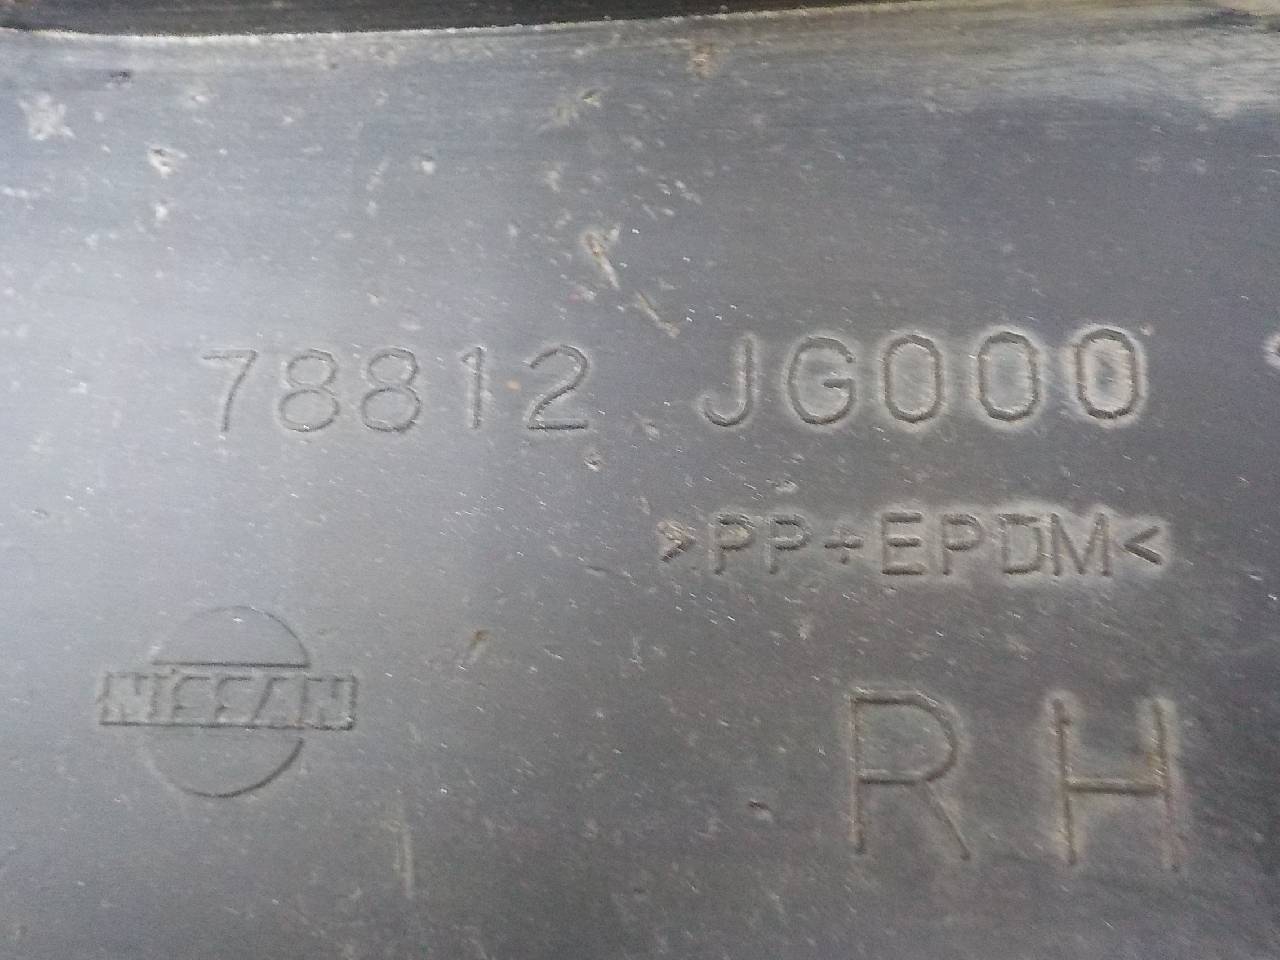 78812 JG000
>PP+EPDM<
NISSAN
RH